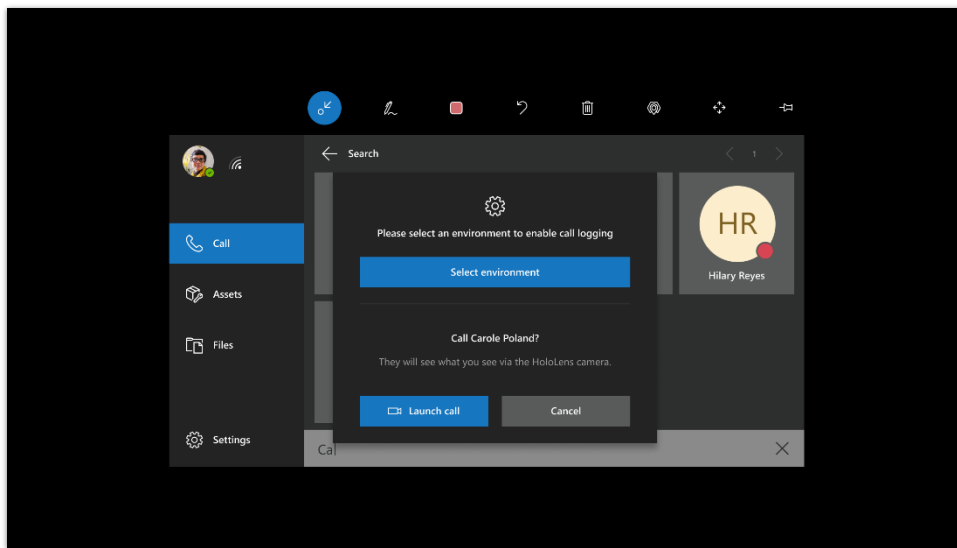 Search
1
Please select an environment to enable call logging
Select environment
HR
Hilary Reyes
Call
Assets
Files
Settings
Call Carole Poland?
They will see what you see via the HoloLens camera.
Launch call
Cancel
Cal